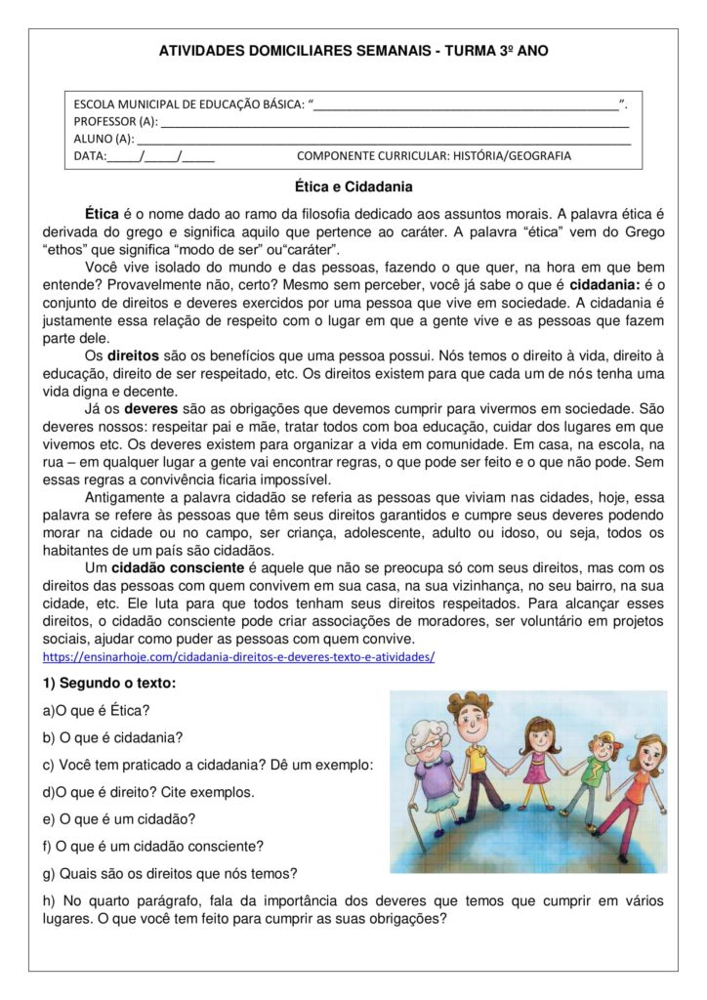 ATIVIDADES DOMICILIARES SEMANAIS - TURMA 3º ANO
ESCOLA MUNICIPAL DE EDUCAÇÃO BÁSICA: “_______________________________________________”.
PROFESSOR (A): ________________________________________________________________________
ALUNO (A): ____________________________________________________________________________
DATA:_____/_____/_____ COMPONENTE CURRICULAR: HISTÓRIA/GEOGRAFIA
Ética e Cidadania
Ética é o nome dado ao ramo da filosofia dedicado aos assuntos morais. A palavra ética é
derivada do grego e significa aquilo que pertence ao caráter. A palavra “ética” vem do Grego
“ethos” que significa “modo de ser” ou“caráter”.
Você vive isolado do mundo e das pessoas, fazendo o que quer, na hora em que bem
entende? Provavelmente não, certo? Mesmo sem perceber, você já sabe o que é cidadania: é o
conjunto de direitos e deveres exercidos por uma pessoa que vive em sociedade. A cidadania é
justamente essa relação de respeito com o lugar em que a gente vive e as pessoas que fazem
parte dele.
Os direitos são os benefícios que uma pessoa possui. Nós temos o direito à vida, direito à
educação, direito de ser respeitado, etc. Os direitos existem para que cada um de nós tenha uma
vida digna e decente.
Já os deveres são as obrigações que devemos cumprir para vivermos em sociedade. São
deveres nossos: respeitar pai e mãe, tratar todos com boa educação, cuidar dos lugares em que
vivemos etc. Os deveres existem para organizar a vida em comunidade. Em casa, na escola, na
rua – em qualquer lugar a gente vai encontrar regras, o que pode ser feito e o que não pode. Sem
essas regras a convivência ficaria impossível.
Antigamente a palavra cidadão se referia as pessoas que viviam nas cidades, hoje, essa
palavra se refere às pessoas que têm seus direitos garantidos e cumpre seus deveres podendo
morar na cidade ou no campo, ser criança, adolescente, adulto ou idoso, ou seja, todos os
habitantes de um país são cidadãos.
Um cidadão consciente é aquele que não se preocupa só com seus direitos, mas com os
direitos das pessoas com quem convivem em sua casa, na sua vizinhança, no seu bairro, na sua
cidade, etc. Ele luta para que todos tenham seus direitos respeitados. Para alcançar esses
direitos, o cidadão consciente pode criar associações de moradores, ser voluntário em projetos
sociais, ajudar como puder as pessoas com quem convive.
https://ensinarhoje.com/cidadania-direitos-e-deveres-texto-e-atividades/
1) Segundo o texto:
a)O que é Ética?
b) O que é cidadania?
c) Você tem praticado a cidadania? Dê um exemplo:
d)O que é direito? Cite exemplos.
e) O que é um cidadão?
f) O que é um cidadão consciente?
g) Quais são os direitos que nós temos?
h) No quarto parágrafo, fala da importância dos deveres que temos que cumprir em vários
lugares. O que você tem feito para cumprir as suas obrigações?